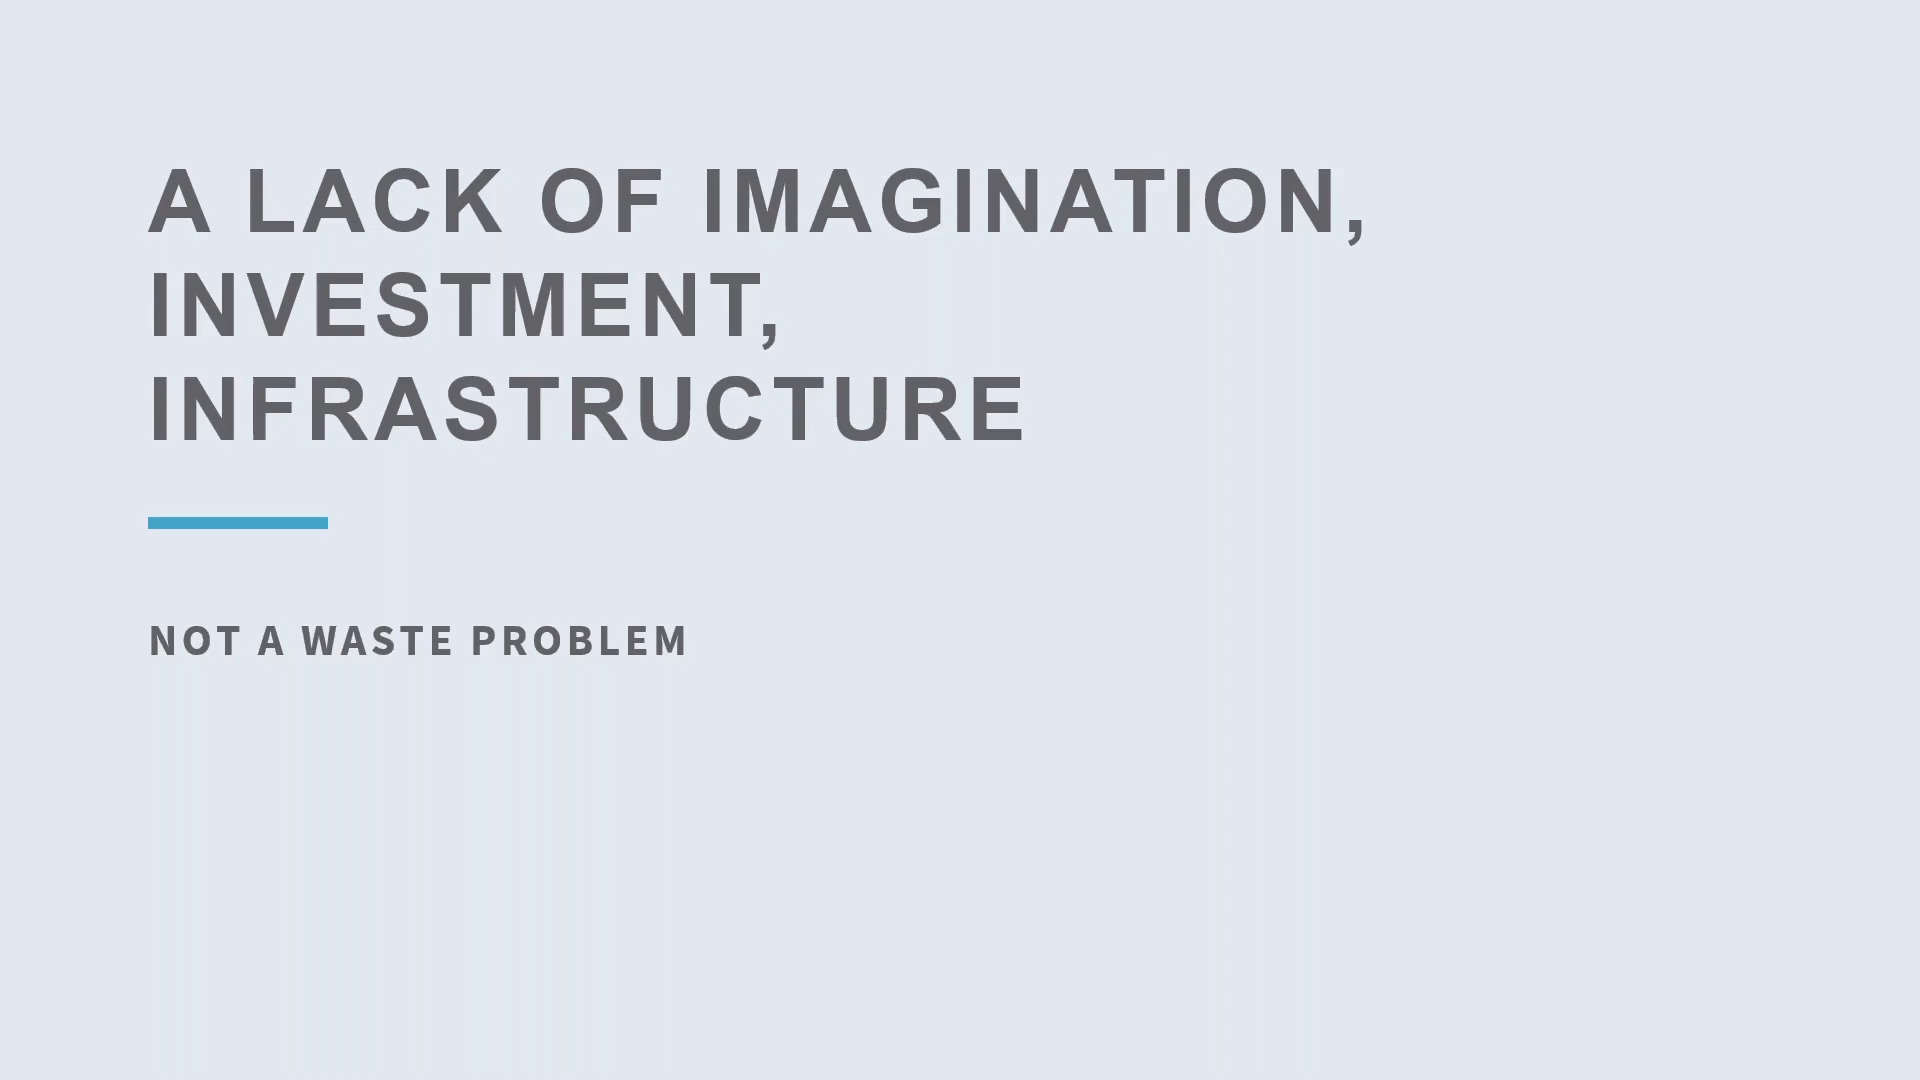 A LACK OF IMAGINATION,
INVESTMENT,
INFRASTRUCTURE
NOT A WASTE PROBLEM